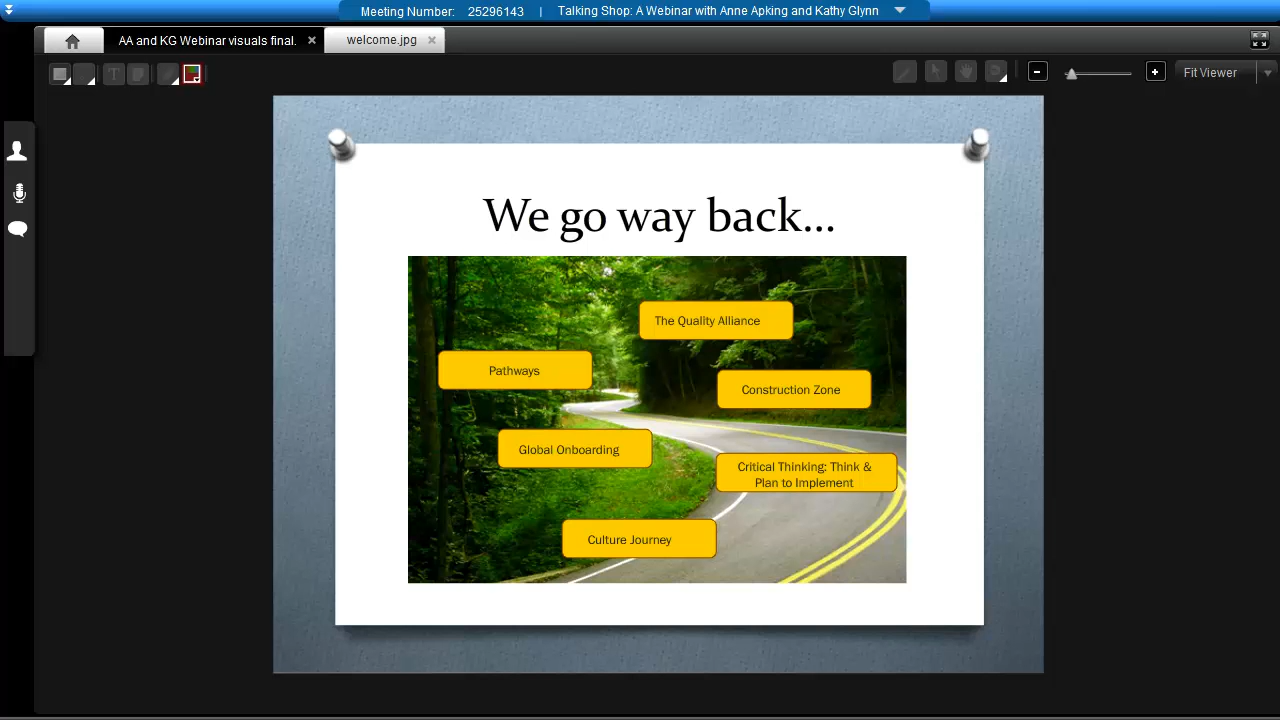 Meeting Number: 25296143 | Talking Shop: A Webinar with Anne Apking and Kathy Glynn
AA and KG Webinar visuals final.
welcome.jpg
T
Fit Viewer
We go way back...
The Quality Alliance
Pathways
Construction Zone
Global Onboarding
Critical Thinking: Think &
Plan to Implement
Culture Journey